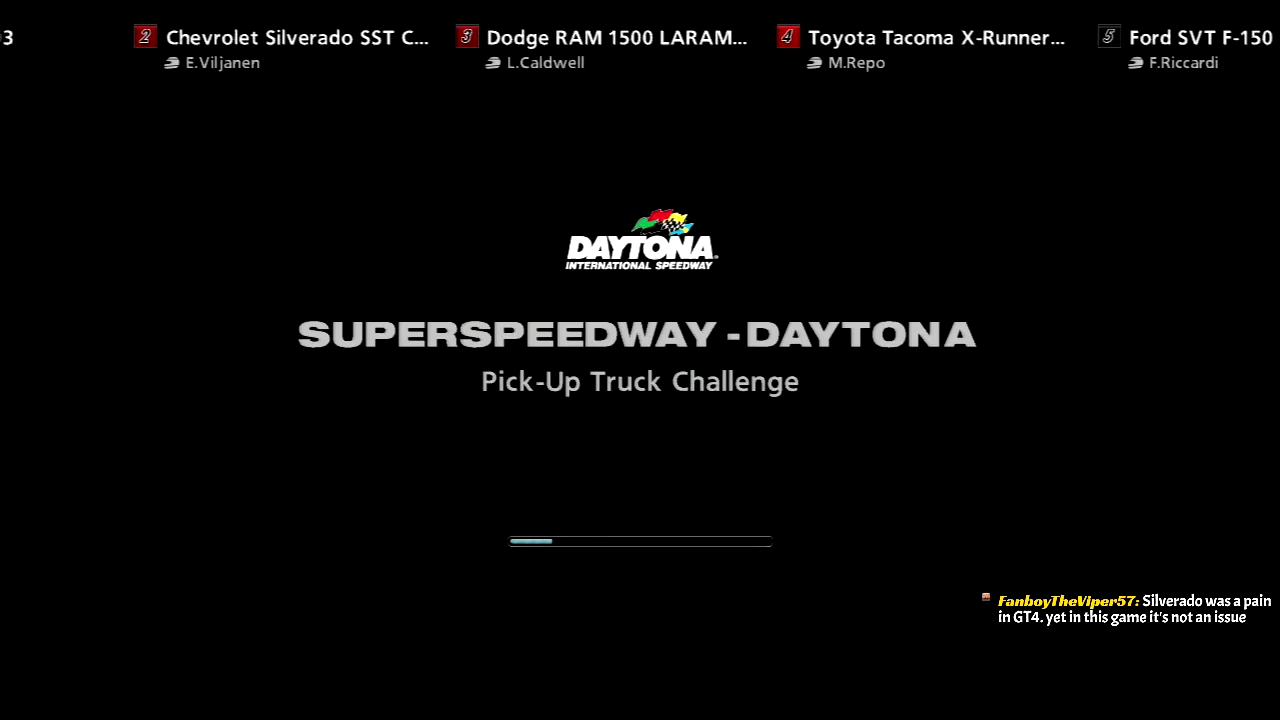 3
2 Chevrolet Silverado SST C...
E.Viljanen
3 Dodge RAM 1500 LARAM...
L.Caldwell
4 Toyota Tacoma X-Runner...
M.Repo
5 Ford SVT F-150
F.Riccardi
DAYTONA
INTERNATIONAL SPEEDWAY
SUPERSPEEDWAY - DAYTONA
Pick-Up Truck Challenge
FanboyTheViper57: Silverado was a pain
in GT4. yet in this game it's not an issue